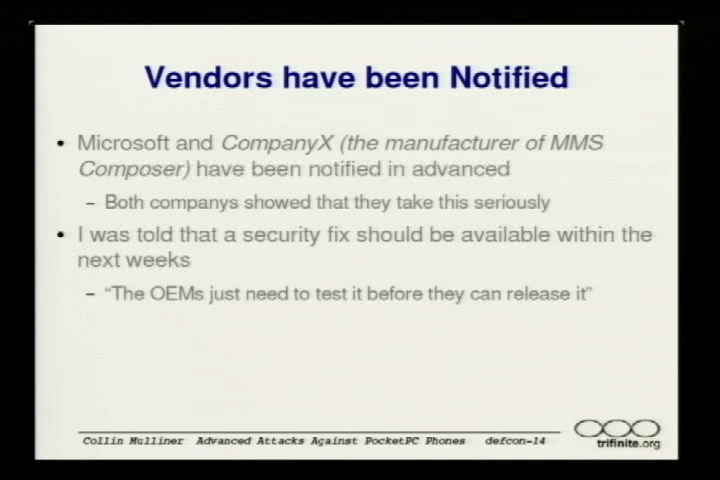 Vendors have been Notified
• Microsoft and CompanyX (the manufacturer of MMS
Composer) have been notified in advanced
– Both companys showed that they take this seriously
• I was told that a security fix should be available within the
next weeks
– “The OEMs just need to test it before they can release it”
Collin Mulliner Advanced Attacks Against PocketPC Phones defcon-14
trifinite.org